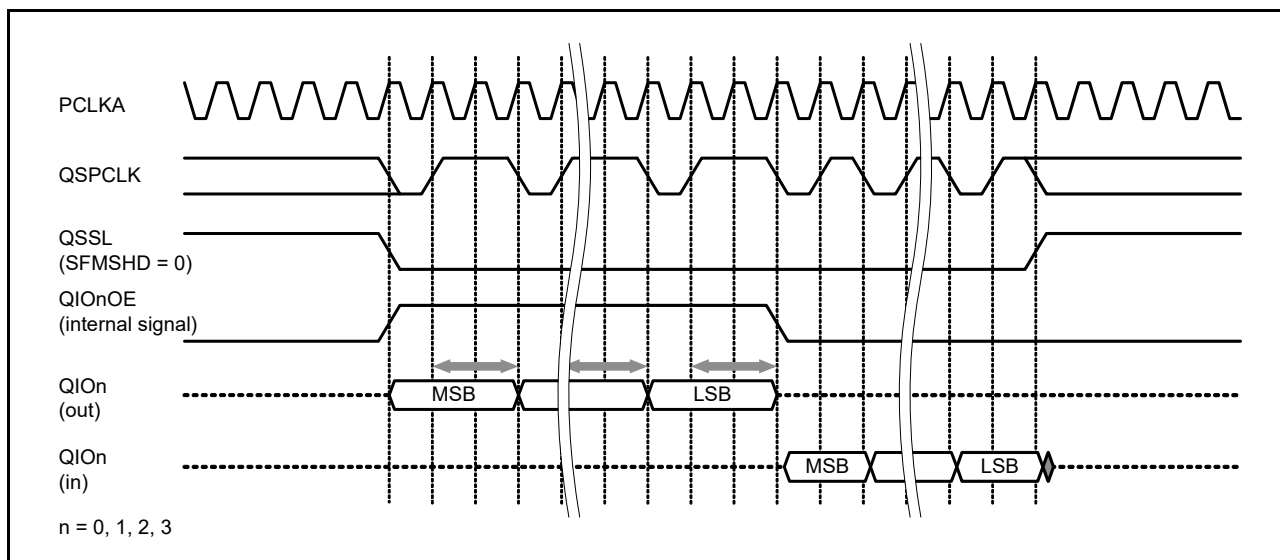 PCLKA
QSPCLK
QSSL
(SFMSHD = 0)
QIOnOE
(internal signal)
QIOn
(out)
MSB
LSB
QIOn
(in)
MSB
LSB
n = 0, 1, 2, 3